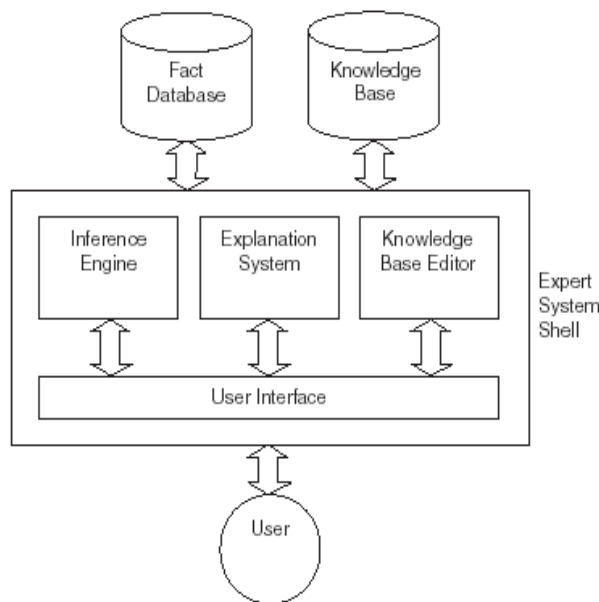 Fact
Database
Knowledge
Base
Inference
Engine
Explanation
System
Knowledge
Base Editor
Expert
System
Shell
User Interface
User